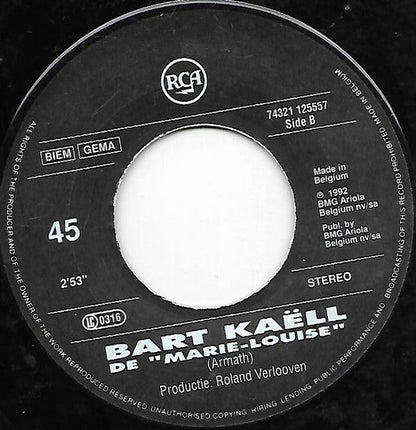 RCA
74321 125557
Side B
BIEM GEMA
Made in
Belgium
℗ 1992
BMG Ariola
Belgium nv/sa
Publ. by
BMG Ariola
Belgium nv/sa
45
2'53"
STEREO
LC 0316
BART KAËLL
DE "MARIE-LOUISE"
(Armath)
Productie: Roland Verlooven
ALL RIGHTS OF THE PRODUCER AND OF THE OWNER OF THE WORK REPRODUCED RESERVED. UNAUTHORISED COPYING, HIRING, LENDING, PUBLIC PERFORMANCE AND BROADCASTING OF THIS RECORD PROHIBITED MADE IN BELGIUM